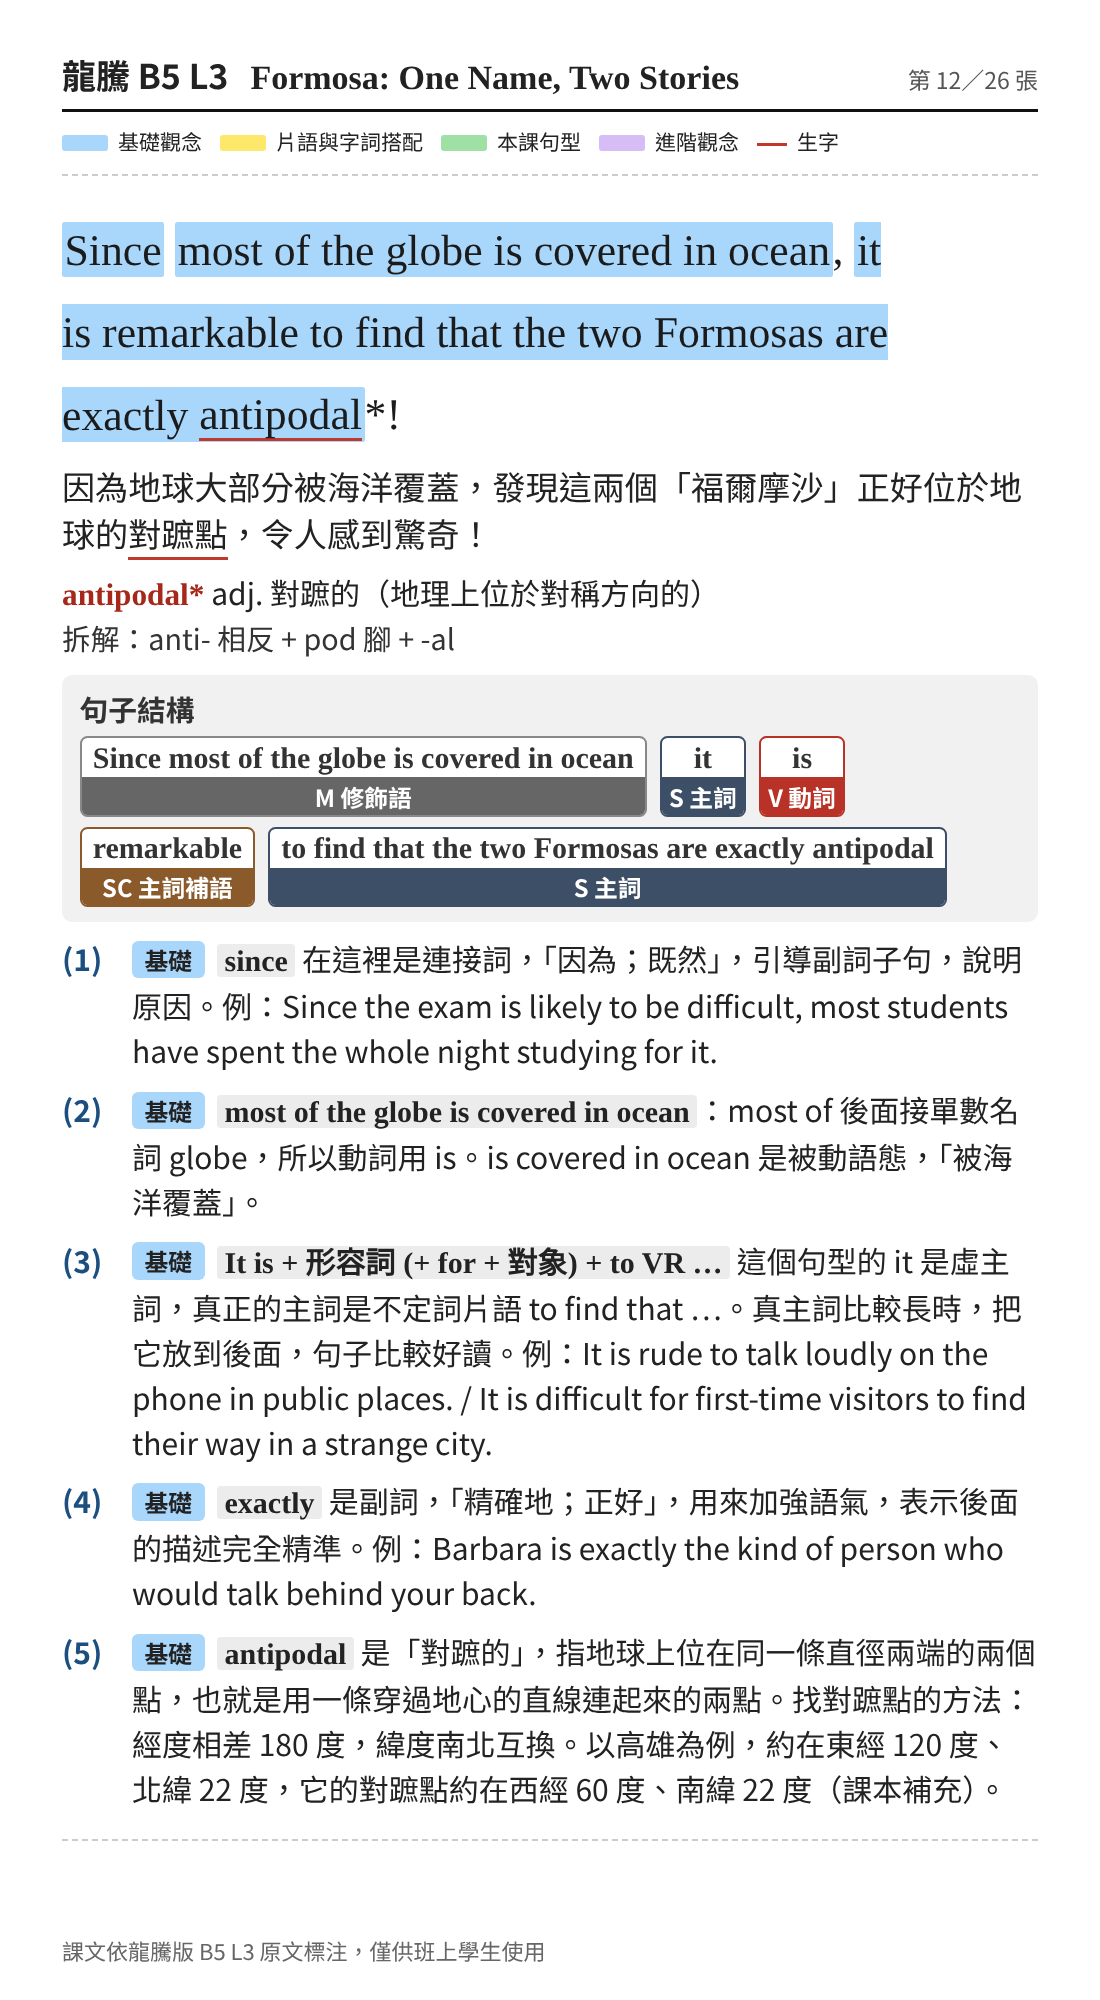 龍騰 B5 L3 Formosa: One Name, Two Stories 第 12／26 張
基礎觀念 片語與字詞搭配 本課句型 進階觀念 生字
Since most of the globe is covered in ocean, it
is remarkable to find that the two Formosas are
exactly antipodal*!
因為地球大部分被海洋覆蓋，發現這兩個「福爾摩沙」正好位於地
球的對蹠點，令人感到驚奇！
antipodal* adj. 對蹠的（地理上位於對稱方向的）
拆解：anti- 相反 + pod 腳 + -al
句子結構
Since most of the globe is covered in ocean it is
M 修飾語 S 主詞 V 動詞
remarkable to find that the two Formosas are exactly antipodal
SC 主詞補語 S 主詞
(1) 基礎 since 在這裡是連接詞，「因為；既然」，引導副詞子句，說明
原因。例：Since the exam is likely to be difficult, most students
have spent the whole night studying for it.
(2) 基礎 most of the globe is covered in ocean：most of 後面接單數名
詞 globe，所以動詞用 is。is covered in ocean 是被動語態，「被海
洋覆蓋」。
(3) 基礎 It is + 形容詞 (+ for + 對象) + to VR … 這個句型的 it 是虛主
詞，真正的主詞是不定詞片語 to find that …。真主詞比較長時，把
它放到後面，句子比較好讀。例：It is rude to talk loudly on the
phone in public places. / It is difficult for first-time visitors to find
their way in a strange city.
(4) 基礎 exactly 是副詞，「精確地；正好」，用來加強語氣，表示後面
的描述完全精準。例：Barbara is exactly the kind of person who
would talk behind your back.
(5) 基礎 antipodal 是「對蹠的」，指地球上位在同一條直徑兩端的兩個
點，也就是用一條穿過地心的直線連起來的兩點。找對蹠點的方法：
經度相差 180 度，緯度南北互換。以高雄為例，約在東經 120 度、
北緯 22 度，它的對蹠點約在西經 60 度、南緯 22 度（課本補充）。
課文依龍騰版 B5 L3 原文標注，僅供班上學生使用